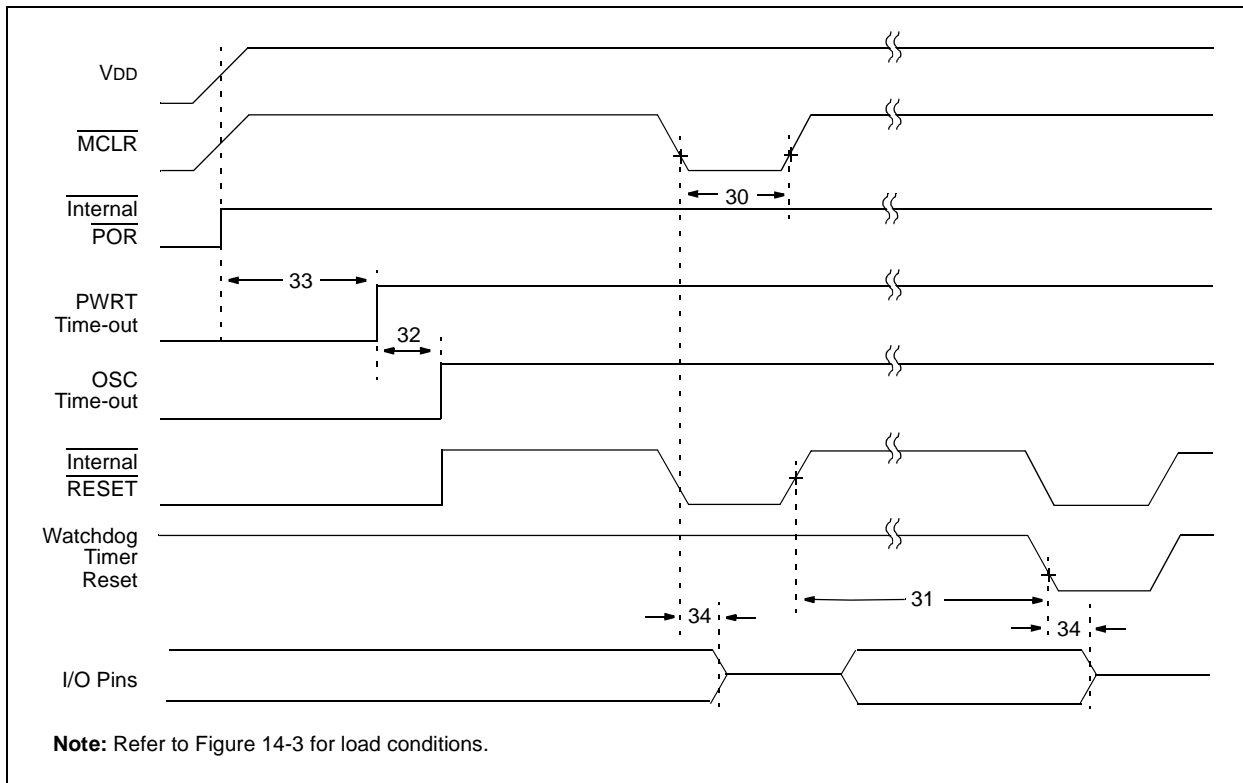 VDD
MCLR
Internal
POR
30
33
PWRT
Time-out
32
OSC
Time-out
Internal
RESET
Watchdog
Timer
Reset
31
34
34
I/O Pins
Note: Refer to Figure 14-3 for load conditions.